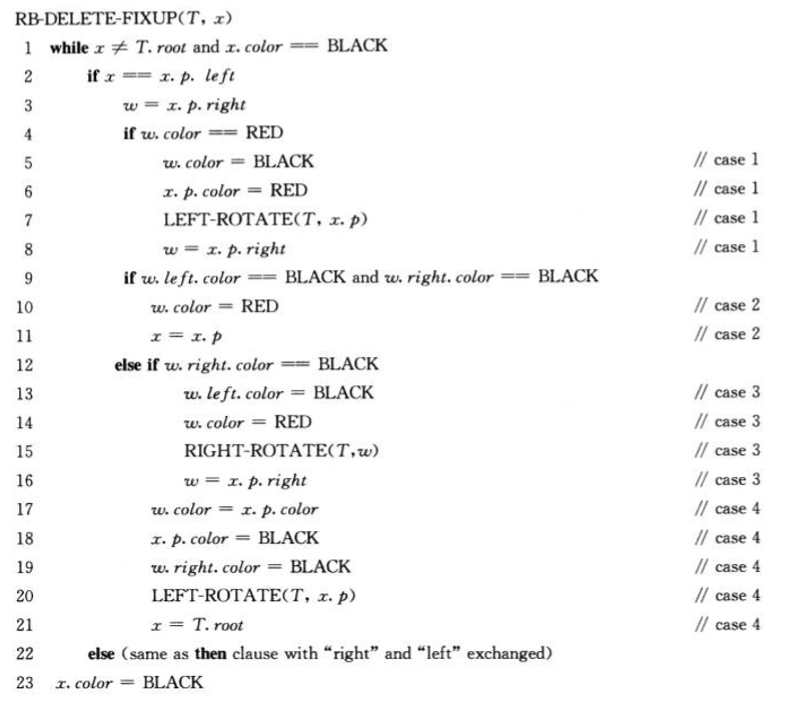 RB-DELETE-FIXUP(T, x)
1 while x ≠ T. root and x. color == BLACK
2 if x == x. p. left
3 w = x. p. right
4 if w. color == RED
5 w. color = BLACK // case 1
6 x. p. color = RED // case 1
7 LEFT-ROTATE(T, x. p) // case 1
8 w = x. p. right // case 1
9 if w. left. color == BLACK and w. right. color == BLACK
10 w. color = RED // case 2
11 x = x. p // case 2
12 else if w. right. color == BLACK
13 w. left. color = BLACK // case 3
14 w. color = RED // case 3
15 RIGHT-ROTATE(T,w) // case 3
16 w = x. p. right // case 3
17 w. color = x. p. color // case 4
18 x. p. color = BLACK // case 4
19 w. right. color = BLACK // case 4
20 LEFT-ROTATE(T, x. p) // case 4
21 x = T. root // case 4
22 else (same as then clause with “right” and “left” exchanged)
23 x. color = BLACK